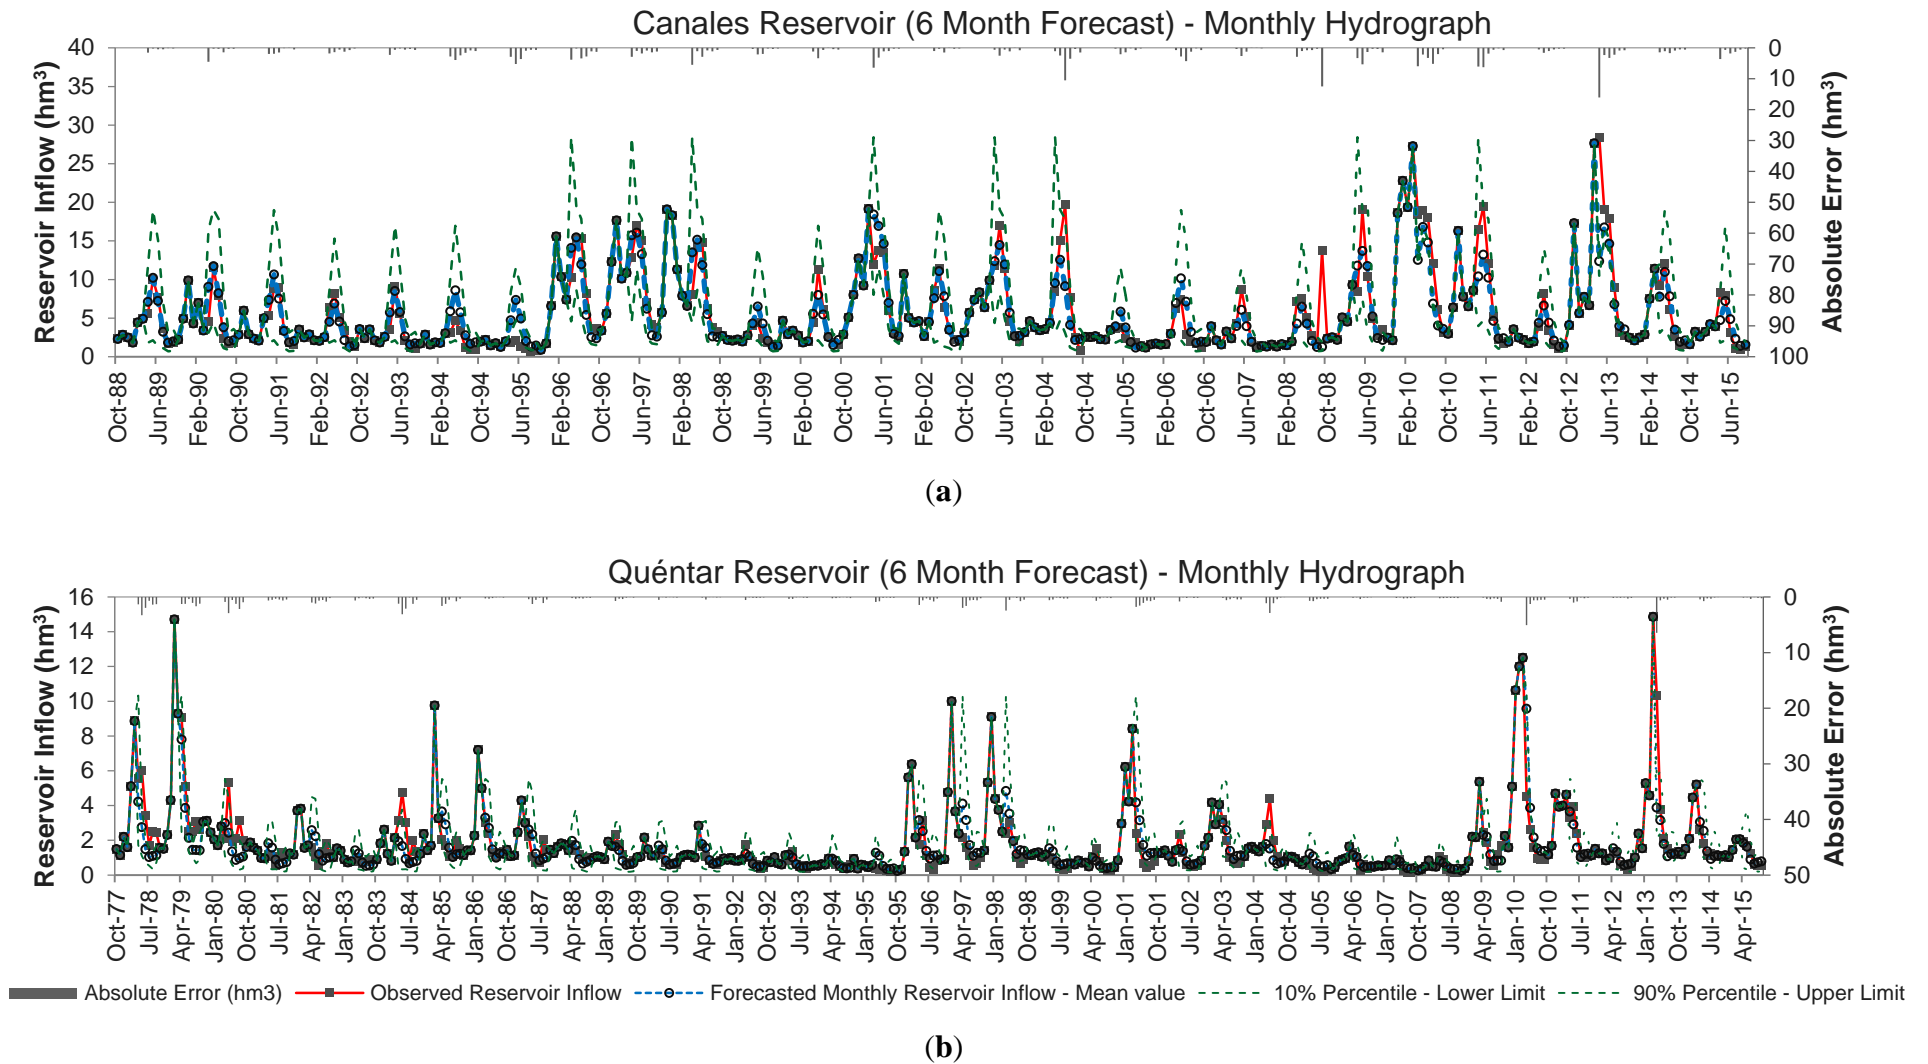 Canales Reservoir (6 Month Forecast) - Monthly Hydrograph
Reservoir Inflow (hm3)
40
35
30
25
20
15
10
5
0
0
10
20
30
40
50
60
70
80
90
100
Absolute Error (hm3)
Oct-88
Jun-89
Feb-90
Oct-90
Jun-91
Feb-92
Oct-92
Jun-93
Feb-94
Oct-94
Jun-95
Feb-96
Oct-96
Jun-97
Feb-98
Oct-98
Jun-99
Feb-00
Oct-00
Jun-01
Feb-02
Oct-02
Jun-03
Feb-04
Oct-04
Jun-05
Feb-06
Oct-06
Jun-07
Feb-08
Oct-08
Jun-09
Feb-10
Oct-10
Jun-11
Feb-12
Oct-12
Jun-13
Feb-14
Oct-14
Jun-15
(a)
Quéntar Reservoir (6 Month Forecast) - Monthly Hydrograph
Reservoir Inflow (hm3)
16
14
12
10
8
6
4
2
0
0
10
20
30
40
50
Absolute Error (hm3)
Oct-77
Jul-78
Apr-79
Jan-80
Oct-80
Jul-81
Apr-82
Jan-83
Oct-83
Jul-84
Apr-85
Jan-86
Oct-86
Jul-87
Apr-88
Jan-89
Oct-89
Jul-90
Apr-91
Jan-92
Oct-92
Jul-93
Apr-94
Jan-95
Oct-95
Jul-96
Apr-97
Jan-98
Oct-98
Jul-99
Apr-00
Jan-01
Oct-01
Jul-02
Apr-03
Jan-04
Oct-04
Jul-05
Apr-06
Jan-07
Oct-07
Jul-08
Apr-09
Jan-10
Oct-10
Jul-11
Apr-12
Jan-13
Oct-13
Jul-14
Apr-15
Absolute Error (hm3) Observed Reservoir Inflow Forecasted Monthly Reservoir Inflow - Mean value 10% Percentile - Lower Limit 90% Percentile - Upper Limit
(b)